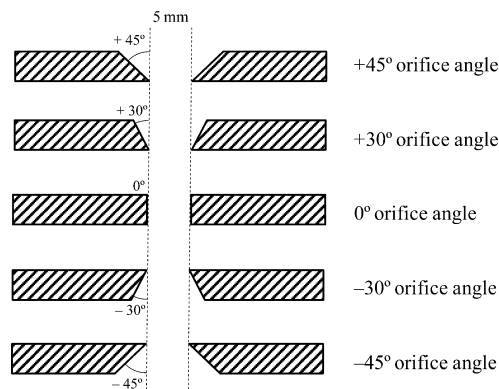 5 mm
+ 45º
+45º orifice angle
+ 30º
+30º orifice angle
0º
0º orifice angle
–30º orifice angle
– 30º
–45º orifice angle
– 45º